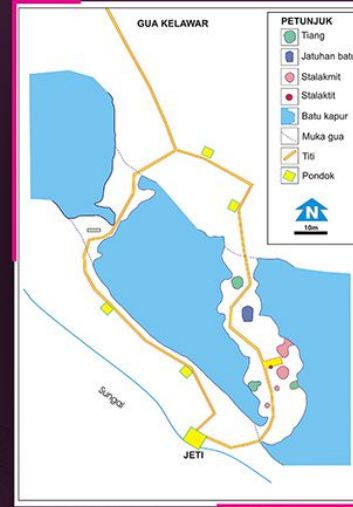 GUA KELAWAR
PETUNJUK
Tiang
Jatuhan batu
Stalakmit
Stalaktit
Batu kapur
Muka gua
Titi
Pondok
N
10m
Sungai
JETI